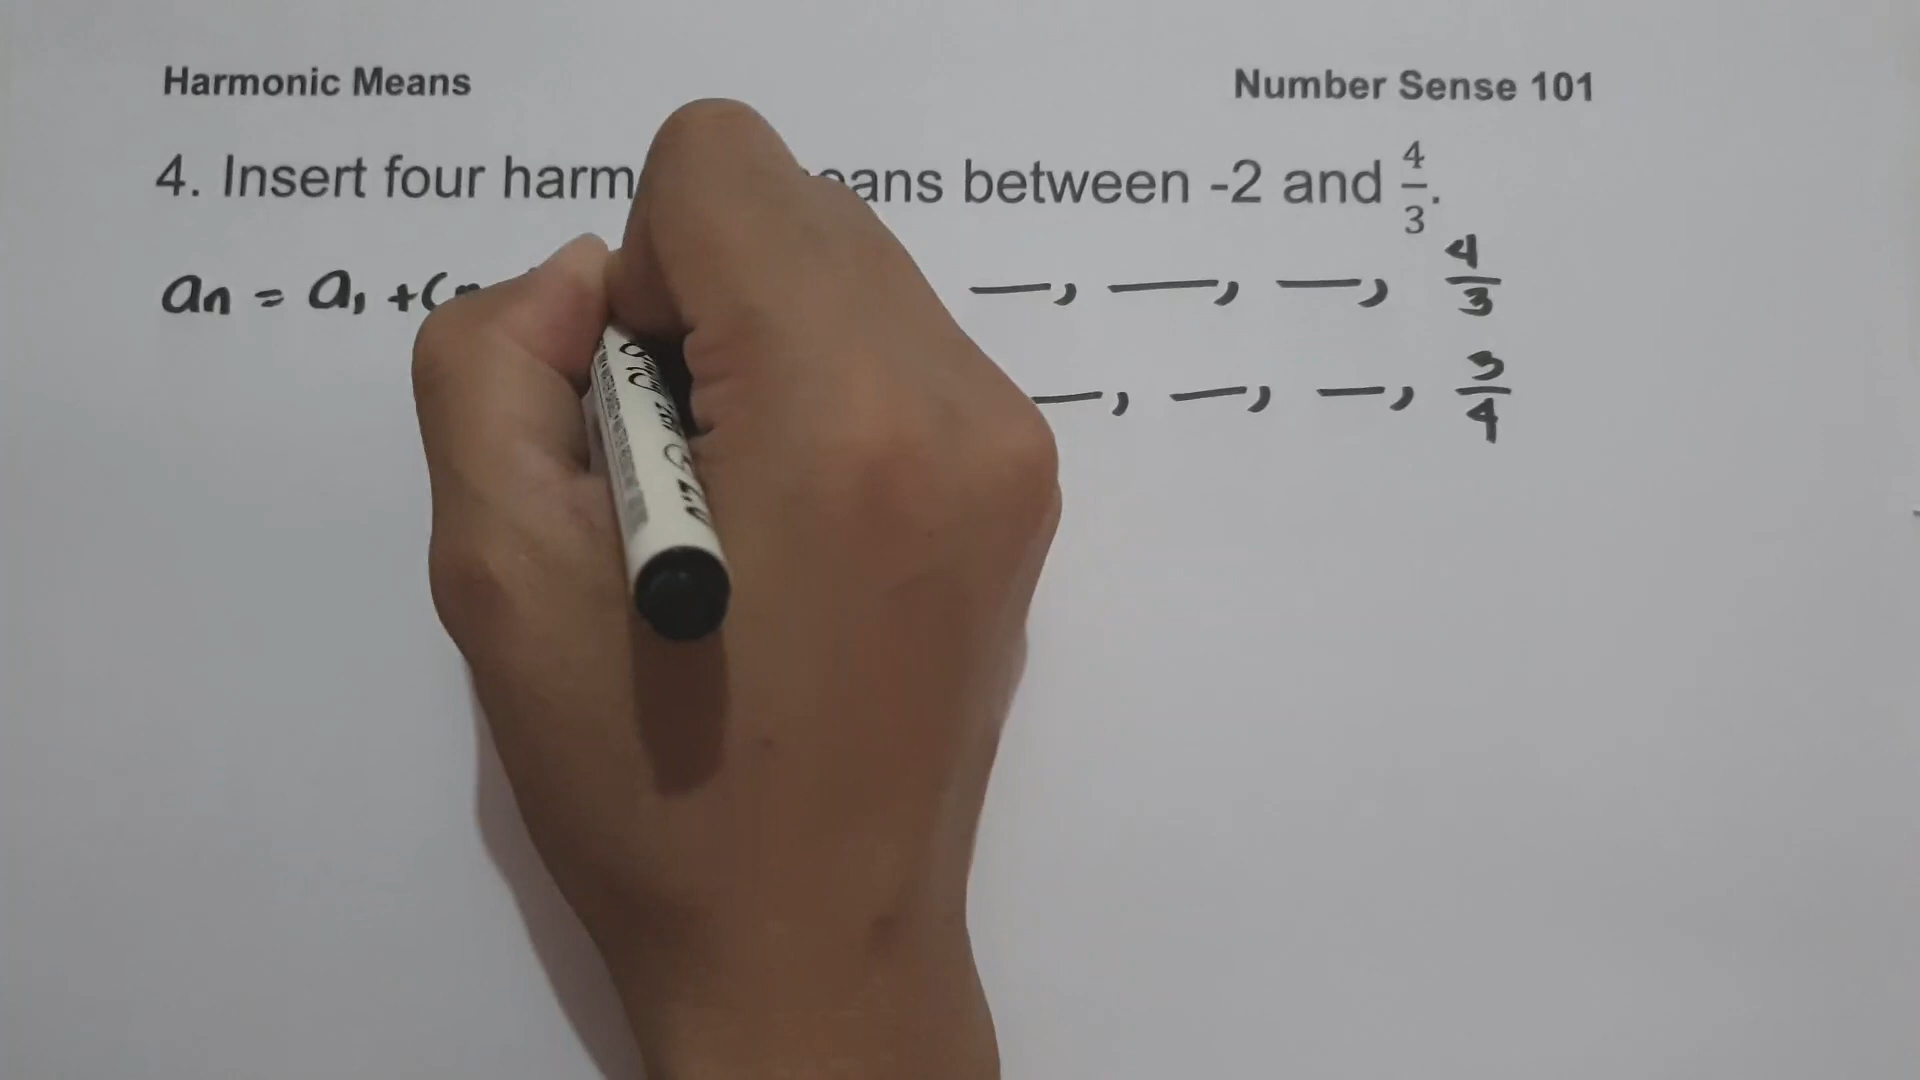 Harmonic Means Number Sense 101
4. Insert four harm eans between -2 and 4/3.
an = a₁ + ( —, —, —, 4/3
—, —, —, 3/4